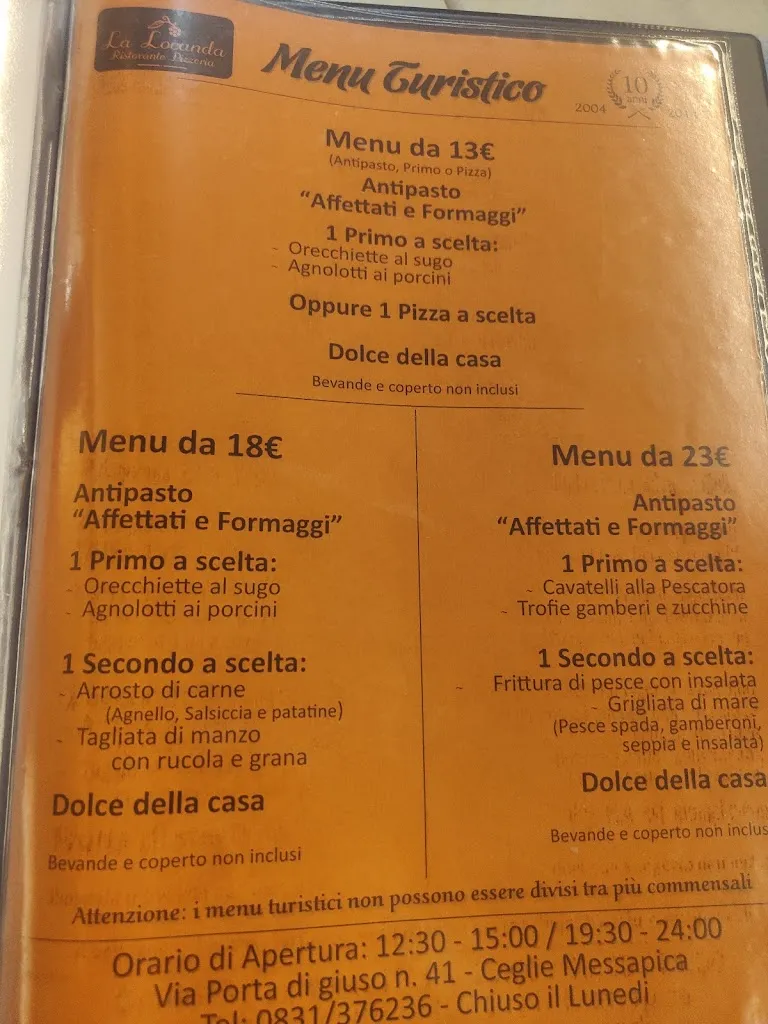 La Locanda
Ristorante Pizzeria
Menu Turistico
10
anni
2004
Menu da 13€
(Antipasto, Primo o Pizza)
Antipasto
“Affettati e Formaggi”
1 Primo a scelta:
- Orecchiette al sugo
- Agnolotti ai porcini
Oppure 1 Pizza a scelta
Dolce della casa
Bevande e coperto non inclusi
Menu da 18€
Antipasto
“Affettati e Formaggi”
1 Primo a scelta:
- Orecchiette al sugo
- Agnolotti ai porcini
1 Secondo a scelta:
- Arrosto di carne
(Agnello, Salsiccia e patatine)
- Tagliata di manzo
con rucola e grana
Dolce della casa
Bevande e coperto non inclusi
Menu da 23€
Antipasto
“Affettati e Formaggi”
1 Primo a scelta:
- Cavatelli alla Pescatora
- Trofie gamberi e zucchine
1 Secondo a scelta:
- Frittura di pesce con insalata
- Grigliata di mare
(Pesce spada, gamberoni,
seppia e insalata)
Dolce della casa
Bevande e coperto non inclus
Attenzione: i menu turistici non possono essere divisi tra più commensali
Orario di Apertura: 12:30 - 15:00 / 19:30 - 24:00
Via Porta di giuso n. 41 - Ceglie Messapica
Tel: 0831/376236 - Chiuso il Lunedi